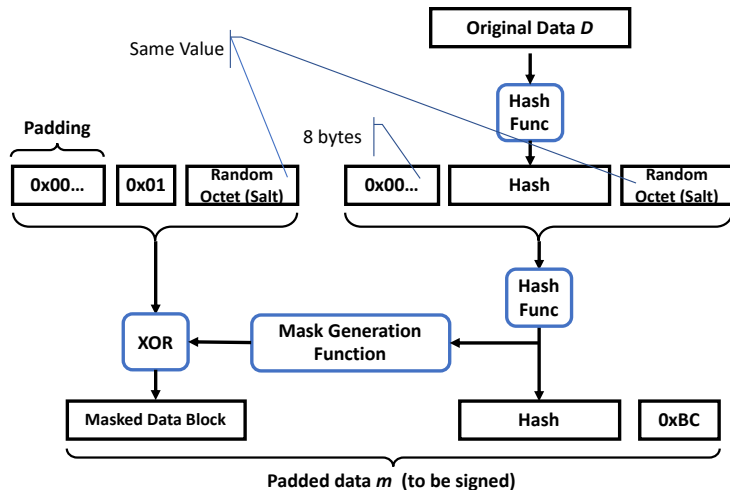 Original Data D
Same Value
Hash
Func
Padding
8 bytes
0x00...
0x01
Random
Octet (Salt)
0x00...
Hash
Random
Octet (Salt)
Hash
Func
XOR
Mask Generation
Function
Masked Data Block
Hash
0xBC
Padded data m (to be signed)